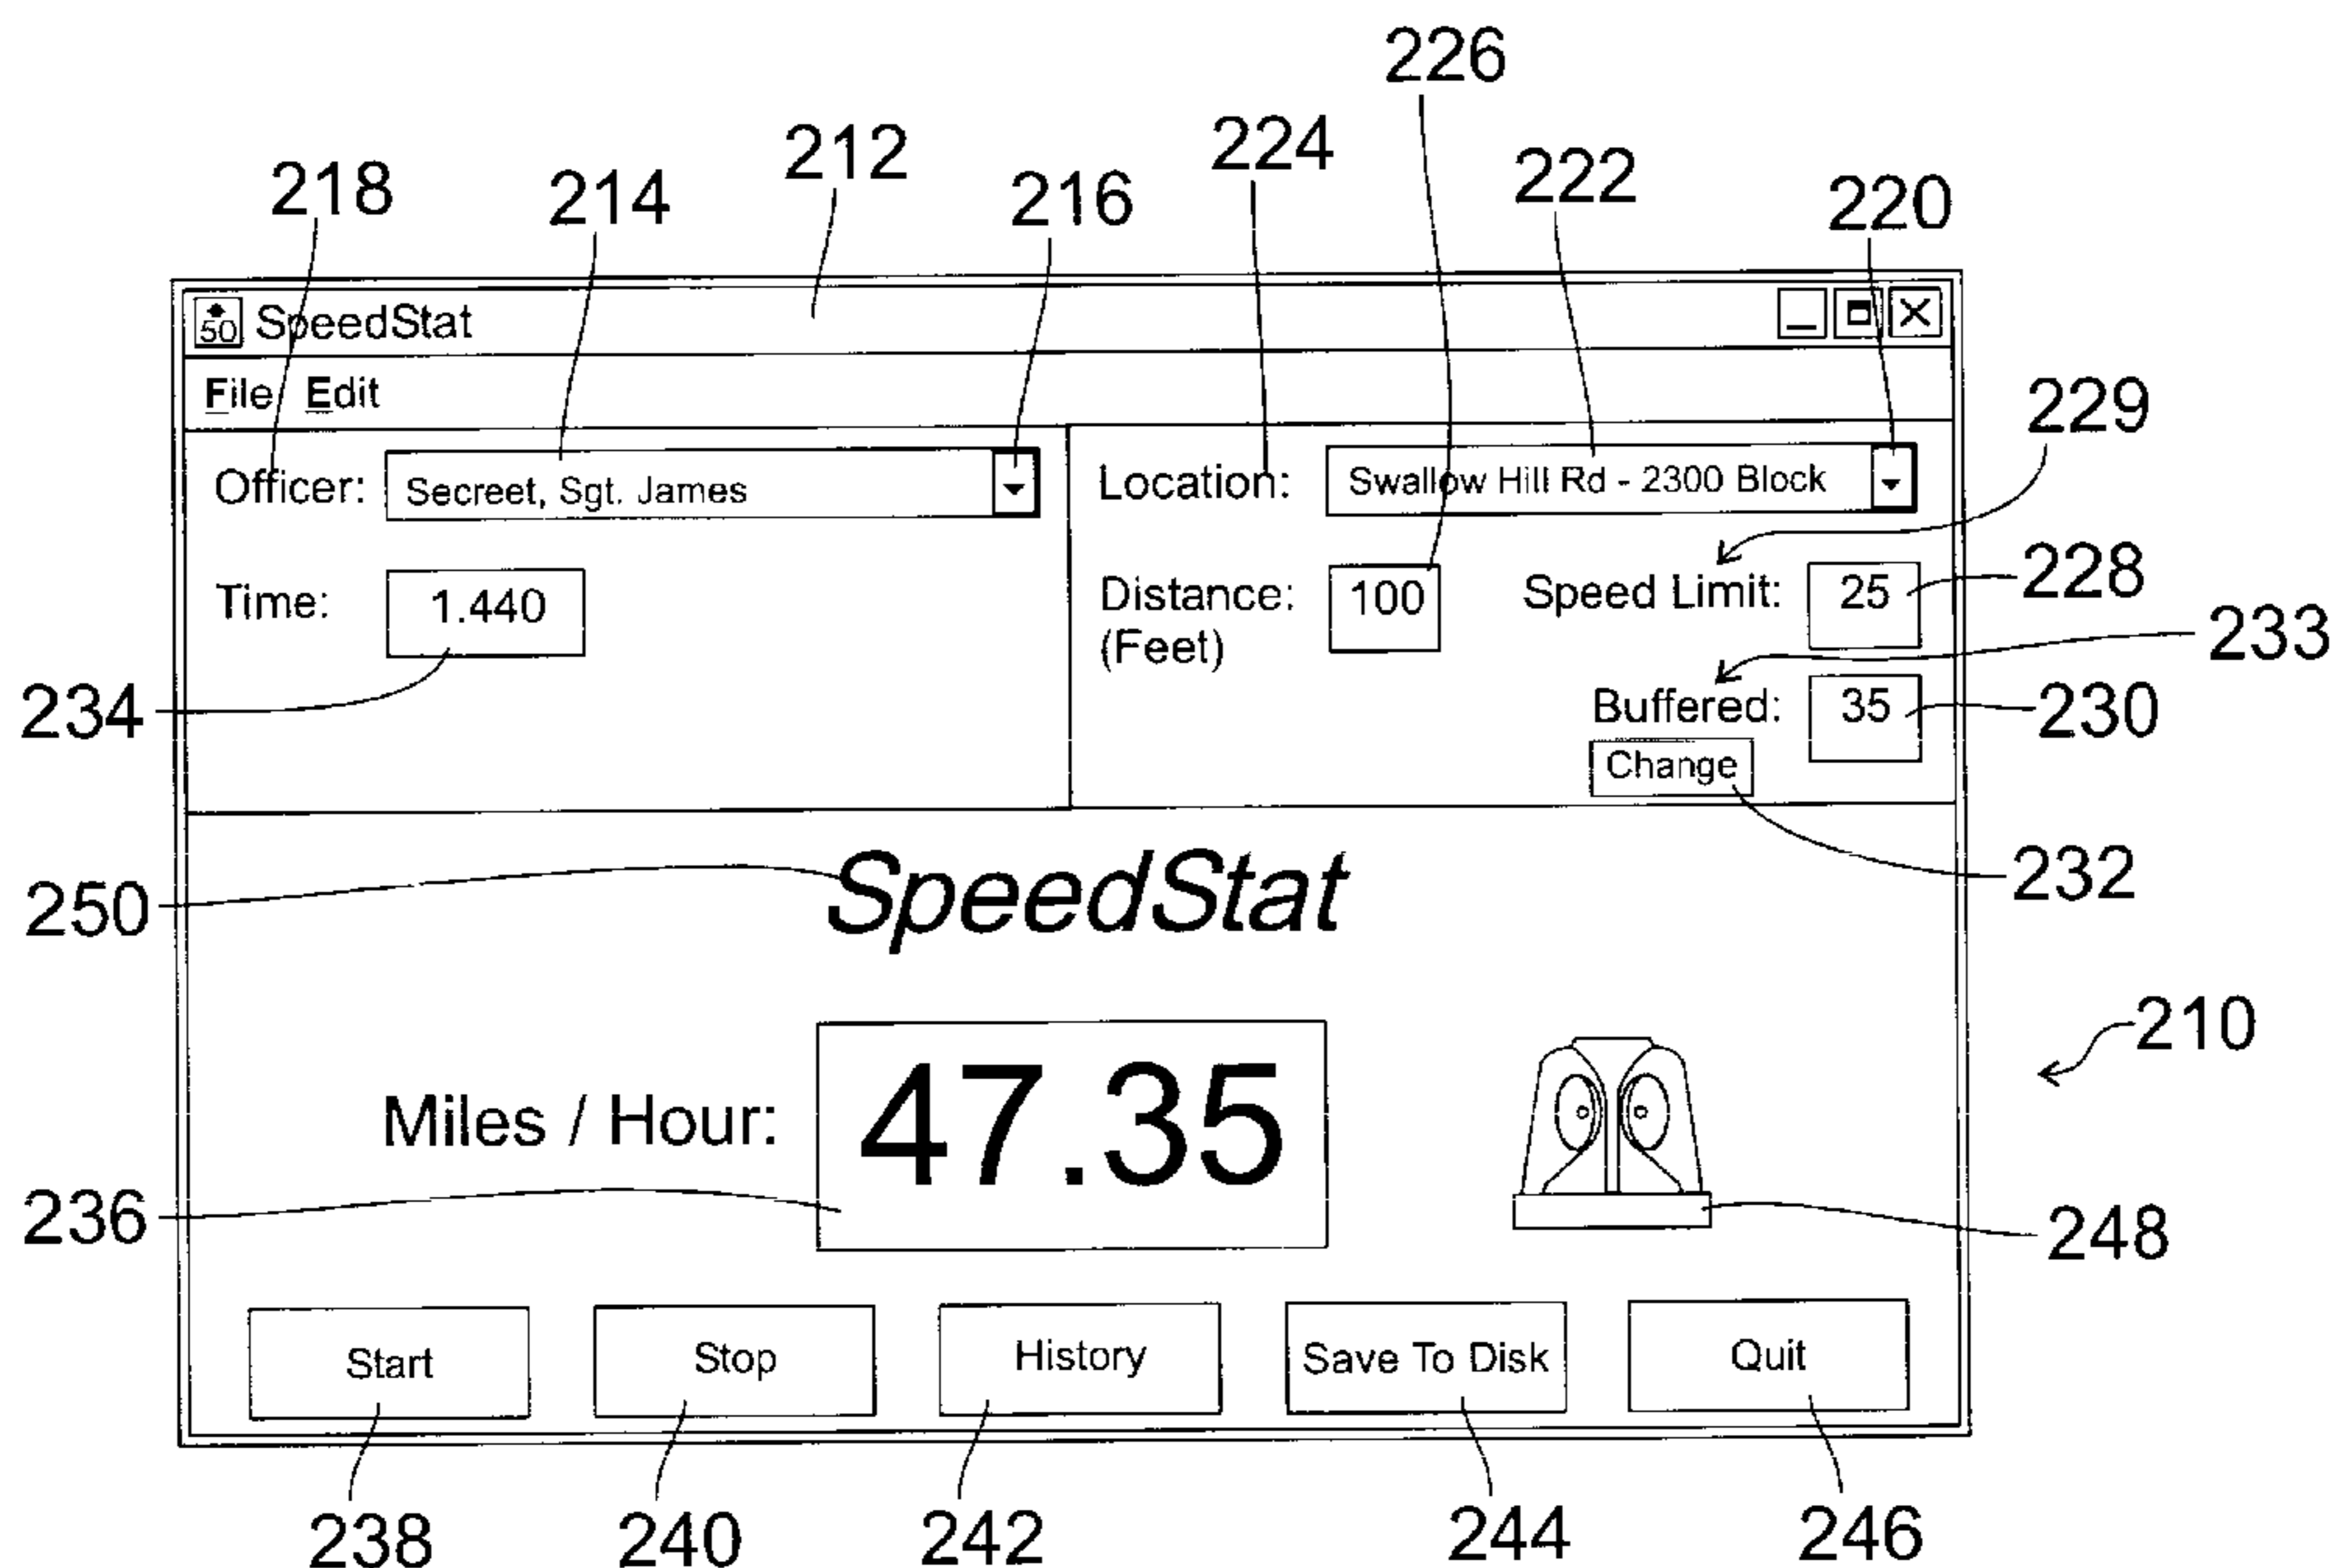 226
218 214 212 216 224 222 220
50 SpeedStat
File Edit
229
Officer: Secreet, Sgt. James Location: Swallow Hill Rd - 2300 Block
Time: 1.440 Distance: 100 Speed Limit: 25 228
(Feet)
233
234 Buffered: 35 230
Change
250 SpeedStat 232
210
Miles / Hour: 47.35
236 248
Start Stop History Save To Disk Quit
238 240 242 244 246